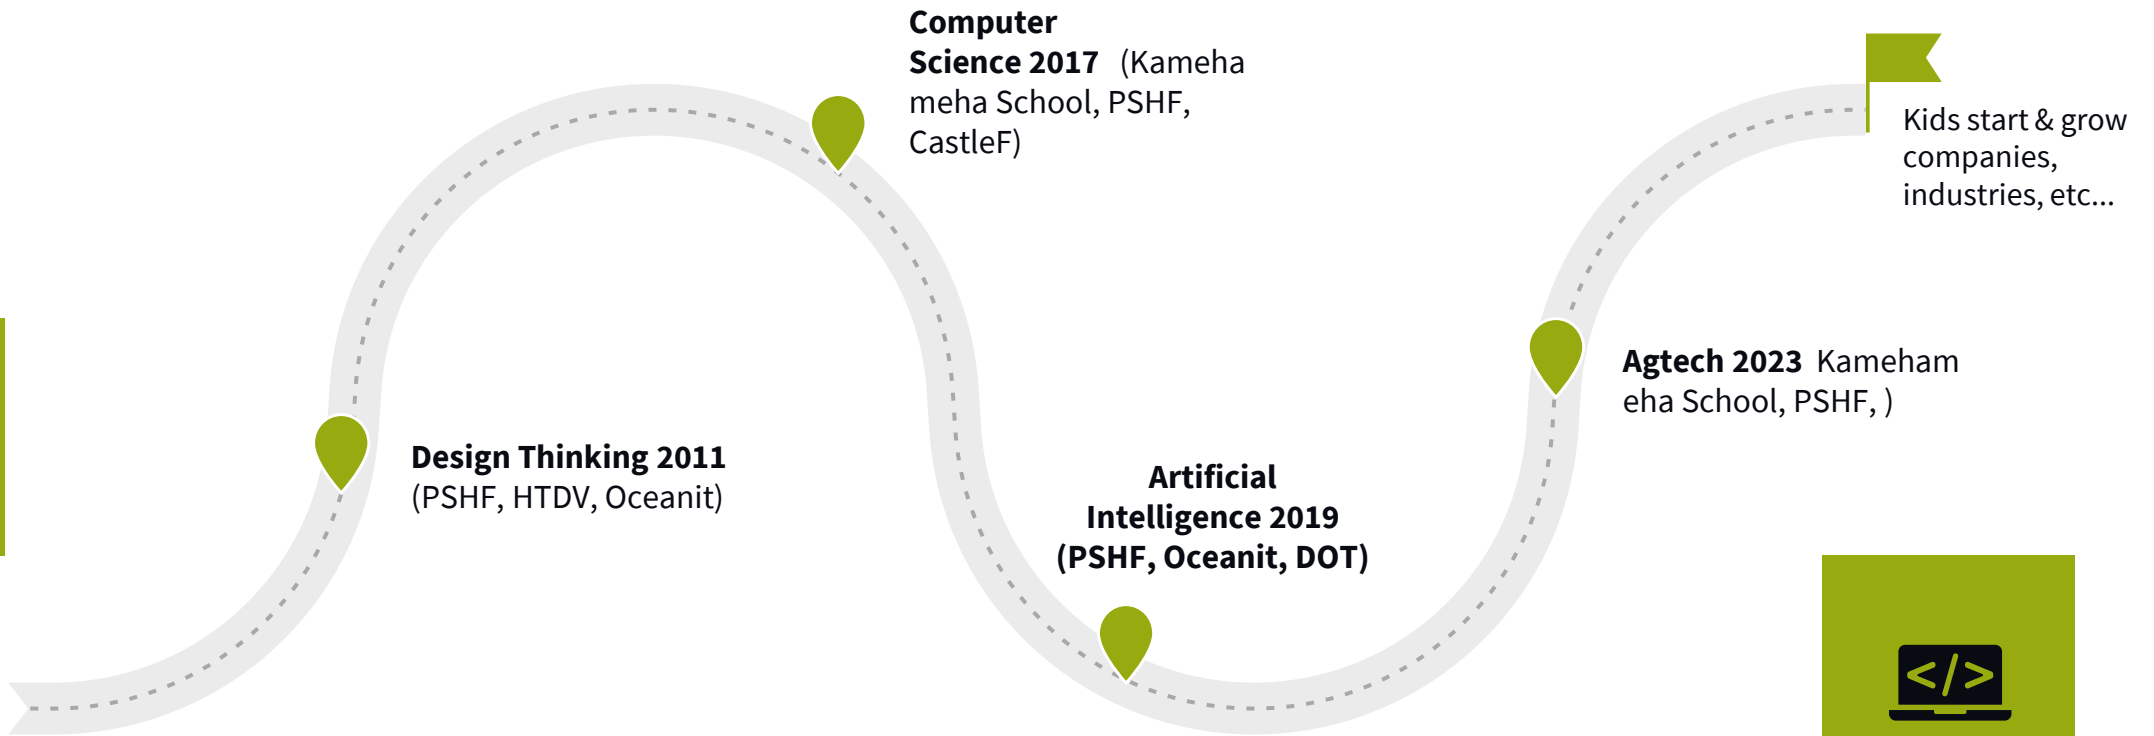 Computer
Science 2017 (Kameha
meha School, PSHF,
CastleF)
Kids start & grow
companies,
industries, etc...
Agtech 2023 Kameham
eha School, PSHF, )
Design Thinking 2011
(PSHF, HTDV, Oceanit)
Artificial
Intelligence 2019
(PSHF, Oceanit, DOT)
</>